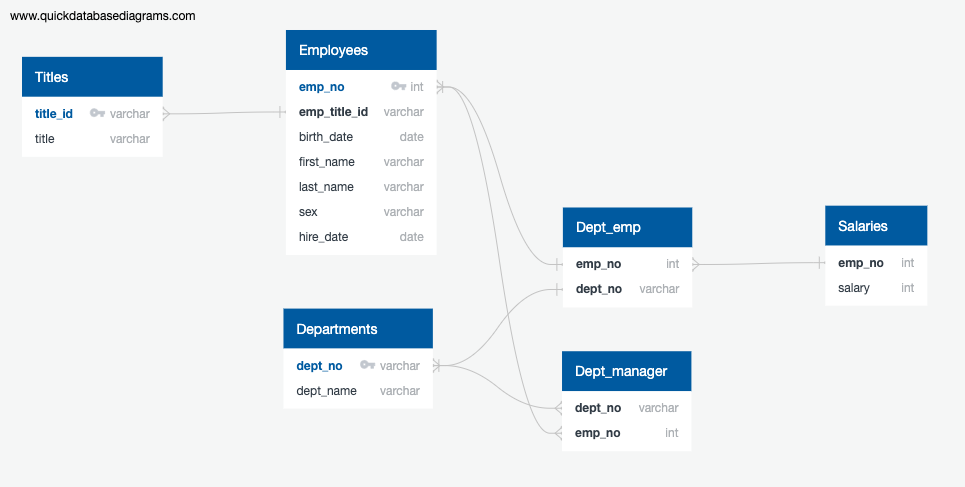 www.quickdatabasediagrams.com
Titles
title_id varchar
title varchar
Employees
emp_no int
emp_title_id varchar
birth_date date
first_name varchar
last_name varchar
sex varchar
hire_date date
Departments
dept_no varchar
dept_name varchar
Dept_emp
emp_no int
dept_no varchar
Dept_manager
dept_no varchar
emp_no int
Salaries
emp_no int
salary int